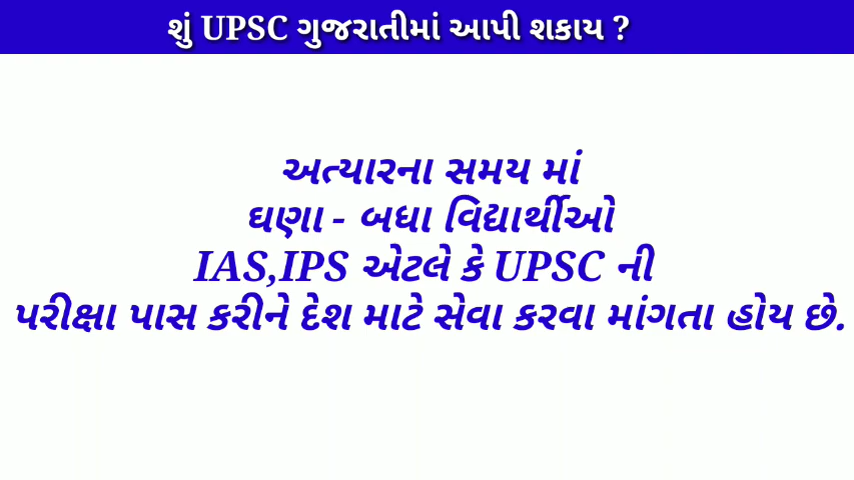 શું UPSC ગુજરાતીમાં આપી શકાય ?
અત્યારના સમય માં
ઘણા - બધા વિદ્યાર્થીઓ
IAS,IPS એટલે કે UPSC ની
પરીક્ષા પાસ કરીને દેશ માટે સેવા કરવા માંગતા હોય છે.